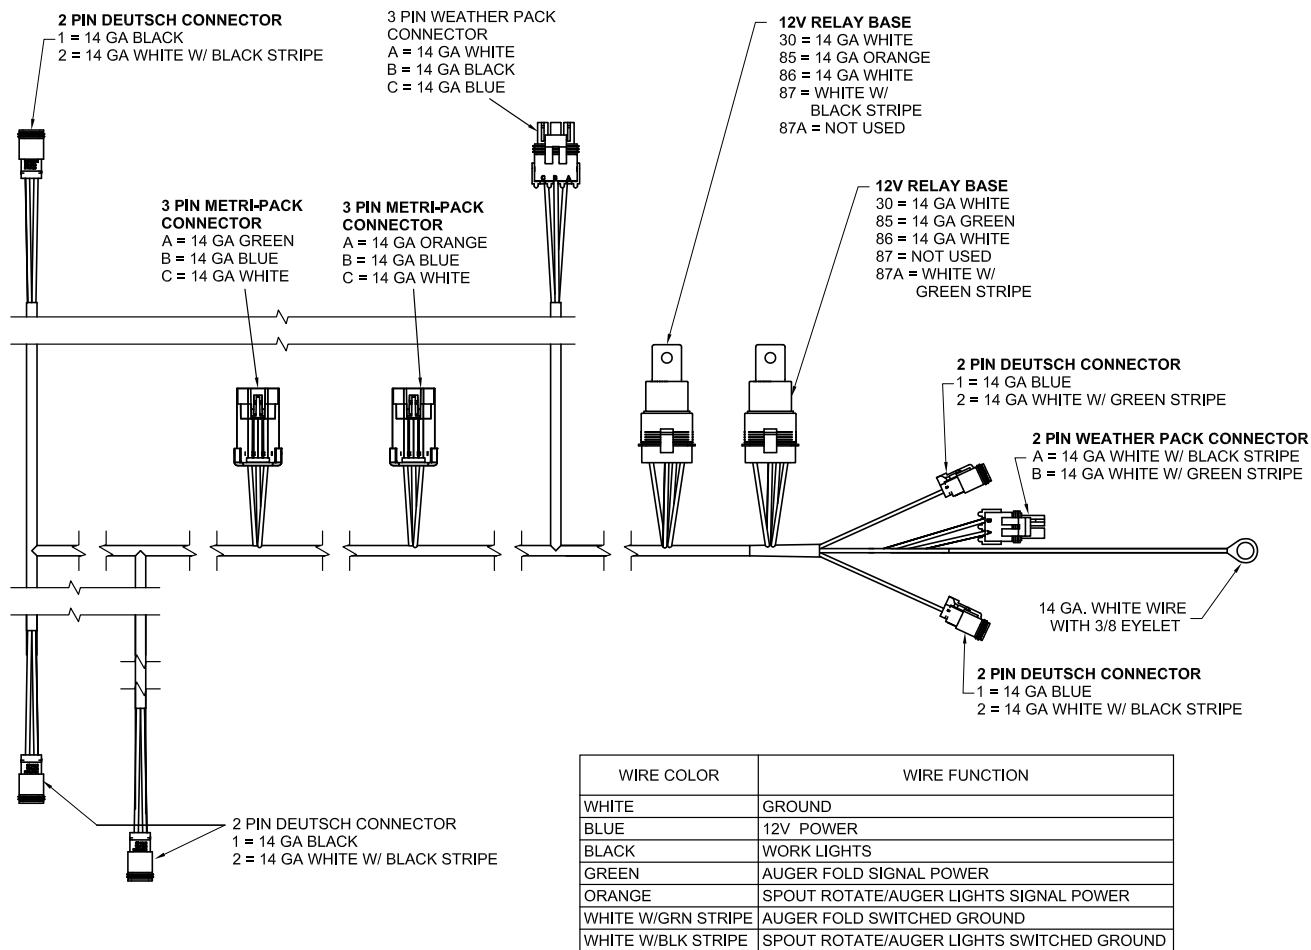 2 PIN DEUTSCH CONNECTOR
1 = 14 GA BLACK
2 = 14 GA WHITE W/ BLACK STRIPE
3 PIN WEATHER PACK
CONNECTOR
A = 14 GA WHITE
B = 14 GA BLACK
C = 14 GA BLUE
12V RELAY BASE
30 = 14 GA WHITE
85 = 14 GA ORANGE
86 = 14 GA WHITE
87 = WHITE W/
BLACK STRIPE
87A = NOT USED
C B A
3 PIN METRI-PACK
CONNECTOR
A = 14 GA GREEN
B = 14 GA BLUE
C = 14 GA WHITE
3 PIN METRI-PACK
CONNECTOR
A = 14 GA ORANGE
B = 14 GA BLUE
C = 14 GA WHITE
12V RELAY BASE
30 = 14 GA WHITE
85 = 14 GA GREEN
86 = 14 GA WHITE
87 = NOT USED
87A = WHITE W/
GREEN STRIPE
2 PIN DEUTSCH CONNECTOR
1 = 14 GA BLUE
2 = 14 GA WHITE W/ GREEN STRIPE
2 PIN WEATHER PACK CONNECTOR
A = 14 GA WHITE W/ BLACK STRIPE
B = 14 GA WHITE W/ GREEN STRIPE
14 GA. WHITE WIRE
WITH 3/8 EYELET
2 PIN DEUTSCH CONNECTOR
1 = 14 GA BLUE
2 = 14 GA WHITE W/ BLACK STRIPE
2 PIN DEUTSCH CONNECTOR
1 = 14 GA BLACK
2 = 14 GA WHITE W/ BLACK STRIPE
WIRE COLOR WIRE FUNCTION
WHITE GROUND
BLUE 12V POWER
BLACK WORK LIGHTS
GREEN AUGER FOLD SIGNAL POWER
ORANGE SPOUT ROTATE/AUGER LIGHTS SIGNAL POWER
WHITE W/GRN STRIPE AUGER FOLD SWITCHED GROUND
WHITE W/BLK STRIPE SPOUT ROTATE/AUGER LIGHTS SWITCHED GROUND